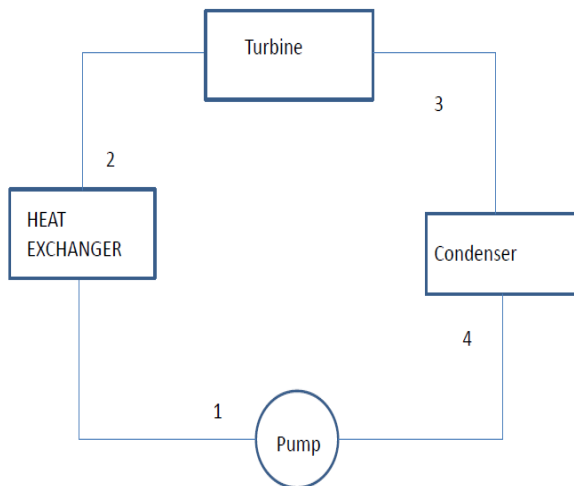 Turbine
3
2
HEAT
EXCHANGER
Condenser
4
1
Pump